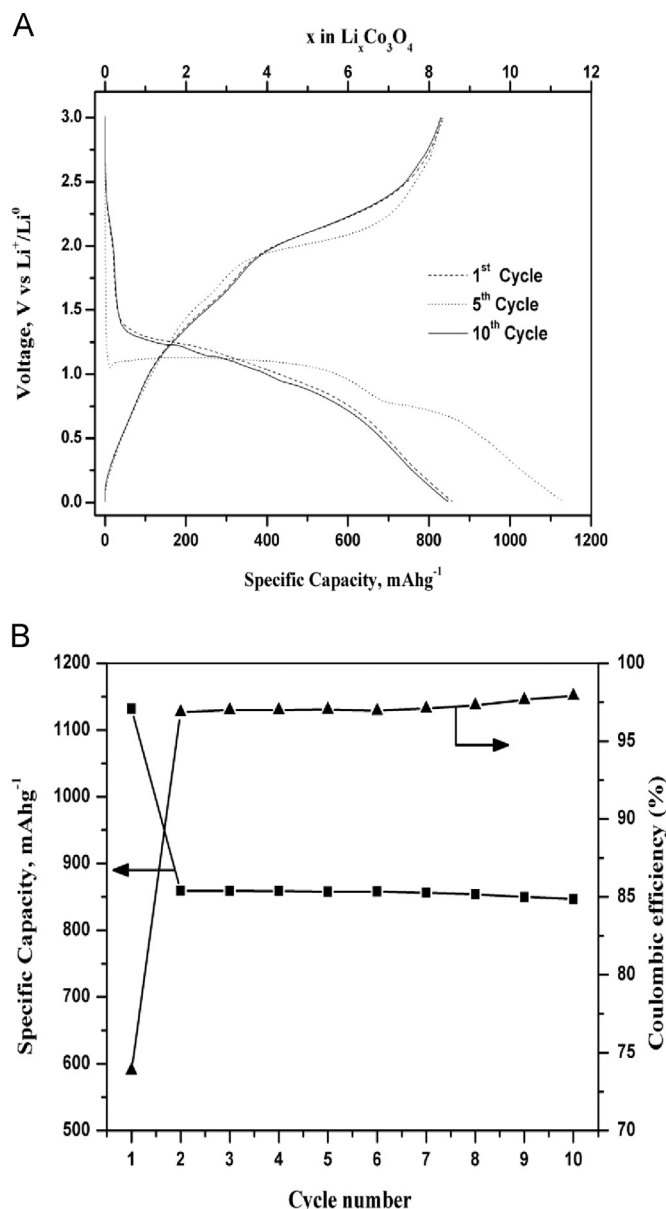 A
x in LiₓCo₃O₄
0 2 4 6 8 10 12
3.0
2.5
2.0
1.5
1.0
0.5
0.0
Voltage, V vs Li⁺/Li⁰
1ˢᵗ Cycle
5ᵗʰ Cycle
10ᵗʰ Cycle
0 200 400 600 800 1000 1200
Specific Capacity, mAhg⁻¹
B
1200
1150
1100
1000
900
800
700
600
500
Specific Capacity, mAhg⁻¹
100
95
90
85
80
75
70
Coulombic efficiency (%)
1 2 3 4 5 6 7 8 9 10
Cycle number